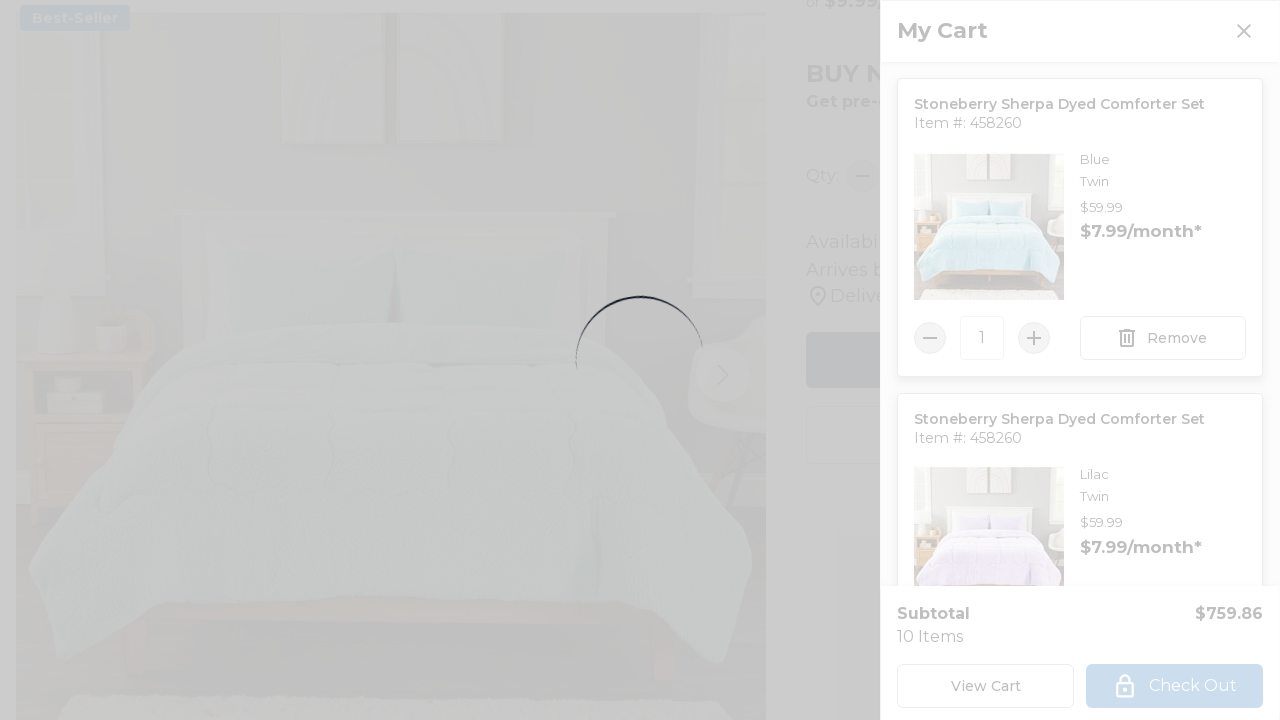 Best-Seller
or $9.99/
BUY N
Get pre-
Qty:
Availabi
Arrives b
Delive
My Cart
Stoneberry Sherpa Dyed Comforter Set
Item #: 458260
Blue
Twin
$59.99
$7.99/month*
1
Remove
Stoneberry Sherpa Dyed Comforter Set
Item #: 458260
Lilac
Twin
$59.99
$7.99/month*
Subtotal
$759.86
10 Items
View Cart
Check Out